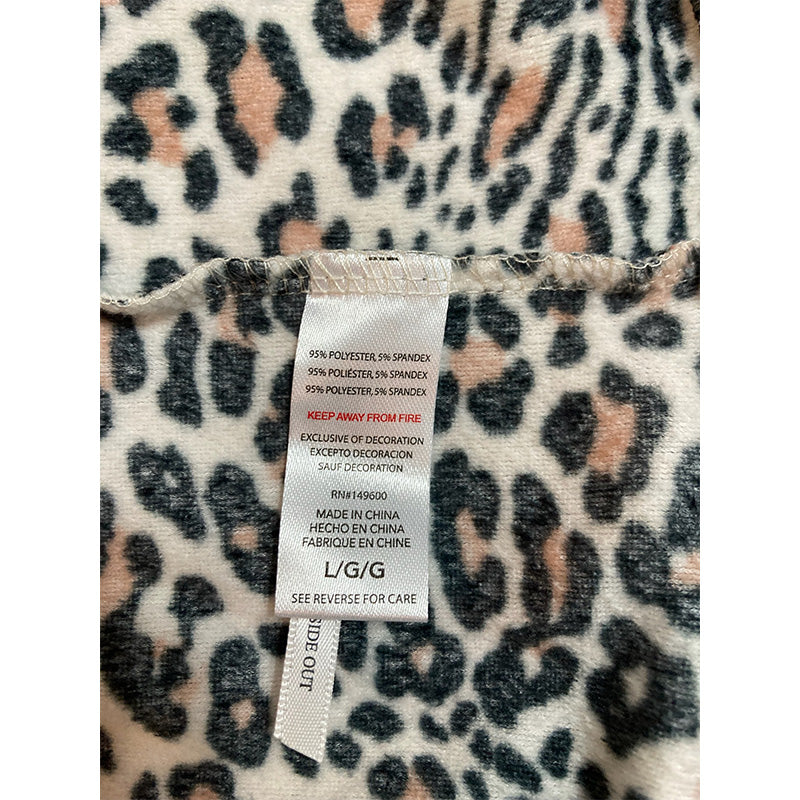 95% POLYESTER, 5% SPANDEX
95% POLIÉSTER, 5% SPANDEX
95% POLYESTER, 5% SPANDEX
KEEP AWAY FROM FIRE
EXCLUSIVE OF DECORATION
EXCEPTO DECORACION
SAUF DECORATION
RN#149600
MADE IN CHINA
HECHO EN CHINA
FABRIQUE EN CHINE
L/G/G
SEE REVERSE FOR CARE
SIDE OUT